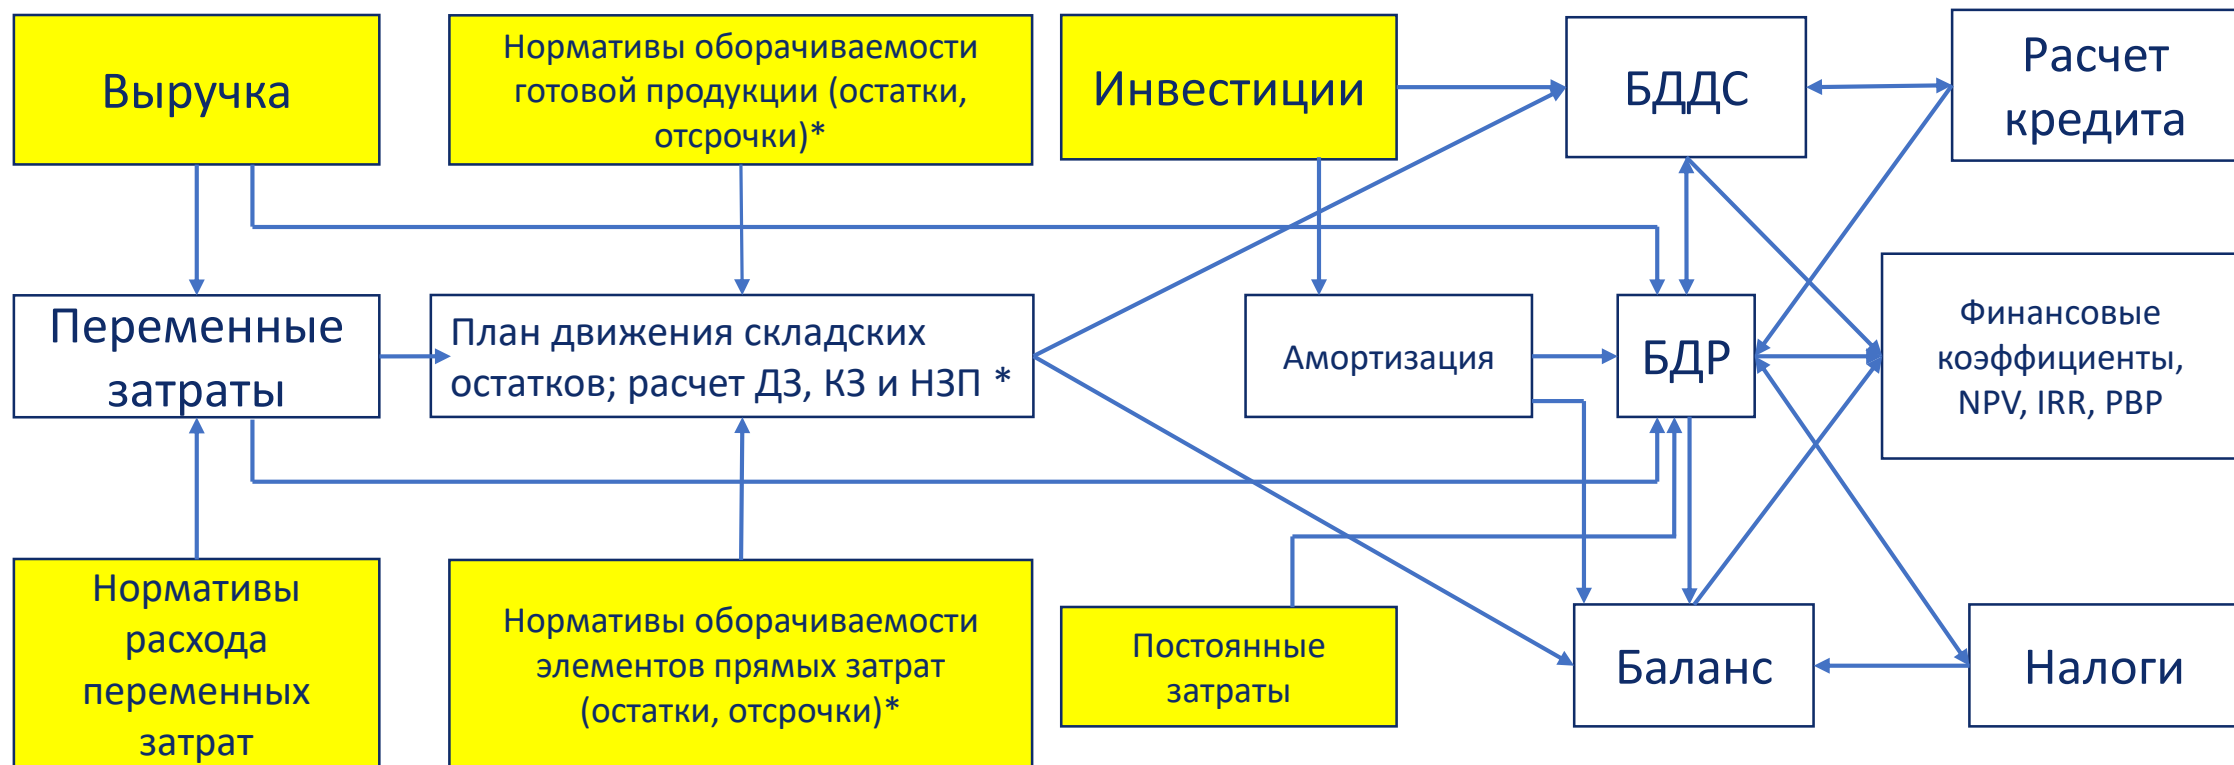 Выручка
Нормативы оборачиваемости
готовой продукции (остатки,
отсрочки)*
Инвестиции
БДДС
Расчет
кредита
Переменные
затраты
План движения складских
остатков; расчет ДЗ, КЗ и НЗП *
Амортизация
БДР
Финансовые
коэффициенты,
NPV, IRR, PBP
Нормативы
расхода
переменных
затрат
Нормативы оборачиваемости
элементов прямых затрат
(остатки, отсрочки)*
Постоянные
затраты
Баланс
Налоги